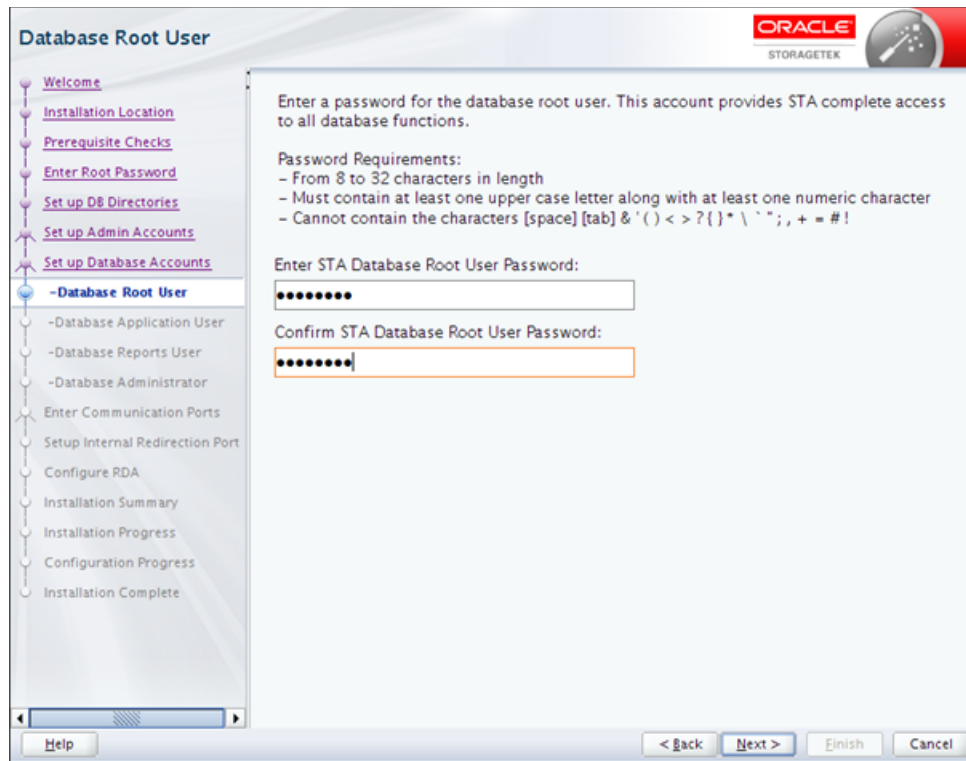 Database Root User
ORACLE
STORAGETEK
Welcome
Installation Location
Prerequisite Checks
Enter Root Password
Set up DB Directories
Set up Admin Accounts
Set up Database Accounts
-Database Root User
-Database Application User
-Database Reports User
-Database Administrator
Enter Communication Ports
Setup Internal Redirection Port
Configure RDA
Installation Summary
Installation Progress
Configuration Progress
Installation Complete
Enter a password for the database root user. This account provides STA complete access
to all database functions.
Password Requirements:
– From 8 to 32 characters in length
– Must contain at least one upper case letter along with at least one numeric character
– Cannot contain the characters [space] [tab] & ' ( ) < > ? { } * \ ` " ; , + = # !
Enter STA Database Root User Password:
••••••••
Confirm STA Database Root User Password:
••••••••
Help
< Back
Next >
Finish
Cancel